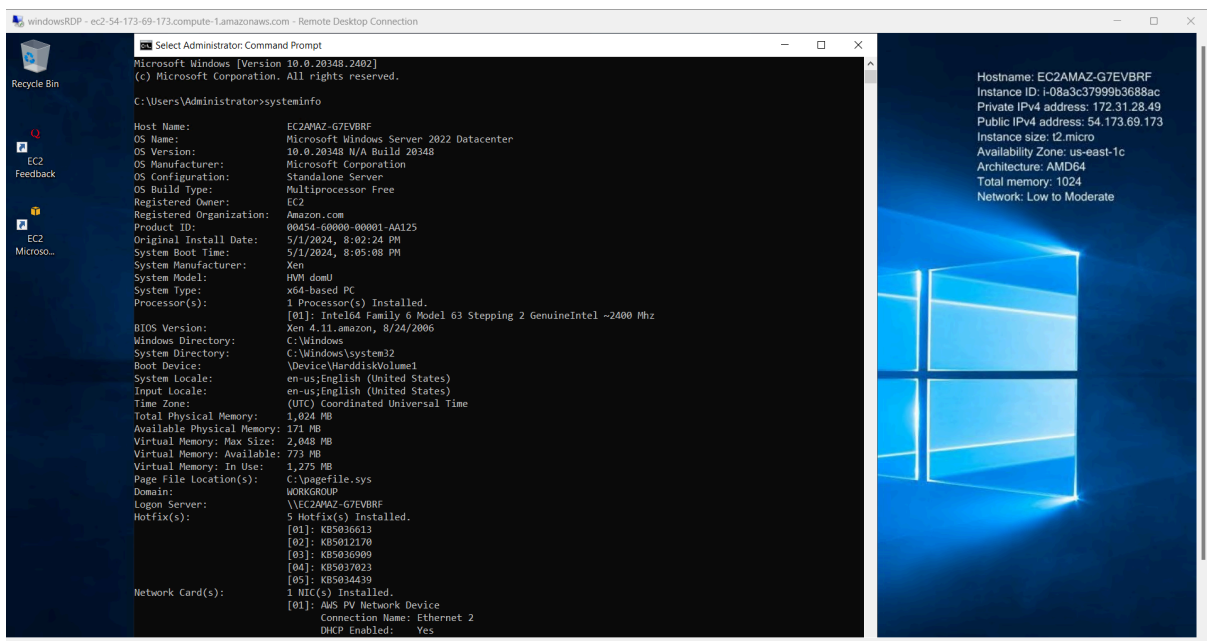 windowsRDP - ec2-54-173-69-173.compute-1.amazonaws.com - Remote Desktop Connection
Recycle Bin
EC2
Feedback
EC2
Microso...
Select Administrator: Command Prompt
Microsoft Windows [Version 10.0.20348.2402]
(c) Microsoft Corporation. All rights reserved.
C:\Users\Administrator>systeminfo
Host Name: EC2AMAZ-G7EVBRF
OS Name: Microsoft Windows Server 2022 Datacenter
OS Version: 10.0.20348 N/A Build 20348
OS Manufacturer: Microsoft Corporation
OS Configuration: Standalone Server
OS Build Type: Multiprocessor Free
Registered Owner: EC2
Registered Organization: Amazon.com
Product ID: 00454-60000-00001-AA125
Original Install Date: 5/1/2024, 8:02:24 PM
System Boot Time: 5/1/2024, 8:05:08 PM
System Manufacturer: Xen
System Model: HVM domU
System Type: x64-based PC
Processor(s): 1 Processor(s) Installed.
[01]: Intel64 Family 6 Model 63 Stepping 2 GenuineIntel ~2400 Mhz
BIOS Version: Xen 4.11.amazon, 8/24/2006
Windows Directory: C:\Windows
System Directory: C:\Windows\system32
Boot Device: \Device\HarddiskVolume1
System Locale: en-us;English (United States)
Input Locale: en-us;English (United States)
Time Zone: (UTC) Coordinated Universal Time
Total Physical Memory: 1,024 MB
Available Physical Memory: 171 MB
Virtual Memory: Max Size: 2,048 MB
Virtual Memory: Available: 773 MB
Virtual Memory: In Use: 1,275 MB
Page File Location(s): C:\pagefile.sys
Domain: WORKGROUP
Logon Server: \\EC2AMAZ-G7EVBRF
Hotfix(s): 5 Hotfix(s) Installed.
[01]: KB5036613
[02]: KB5012170
[03]: KB5036909
[04]: KB5037023
[05]: KB5034439
Network Card(s): 1 NIC(s) Installed.
[01]: AWS PV Network Device
Connection Name: Ethernet 2
DHCP Enabled: Yes
Hostname: EC2AMAZ-G7EVBRF
Instance ID: i-08a3c37999b3688ac
Private IPv4 address: 172.31.28.49
Public IPv4 address: 54.173.69.173
Instance size: t2.micro
Availability Zone: us-east-1c
Architecture: AMD64
Total memory: 1024
Network: Low to Moderate